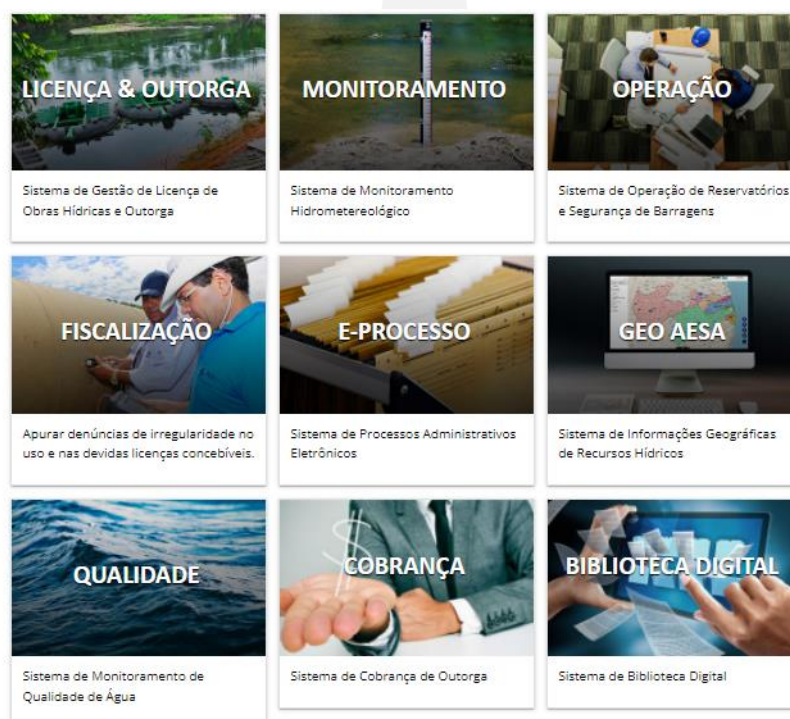 LICENÇA & OUTORGA
Sistema de Gestão de Licença de
Obras Hídricas e Outorga
MONITORAMENTO
Sistema de Monitoramento
Hidrometereológico
OPERAÇÃO
Sistema de Operação de Reservatórios
e Segurança de Barragens
FISCALIZAÇÃO
Apurar denúncias de irregularidade no
uso e nas devidas licenças concebíveis.
E-PROCESSO
Sistema de Processos Administrativos
Eletrônicos
GEO AESA
Sistema de Informações Geográficas
de Recursos Hídricos
QUALIDADE
Sistema de Monitoramento de
Qualidade de Água
COBRANÇA
Sistema de Cobrança de Outorga
BIBLIOTECA DIGITAL
Sistema de Biblioteca Digital